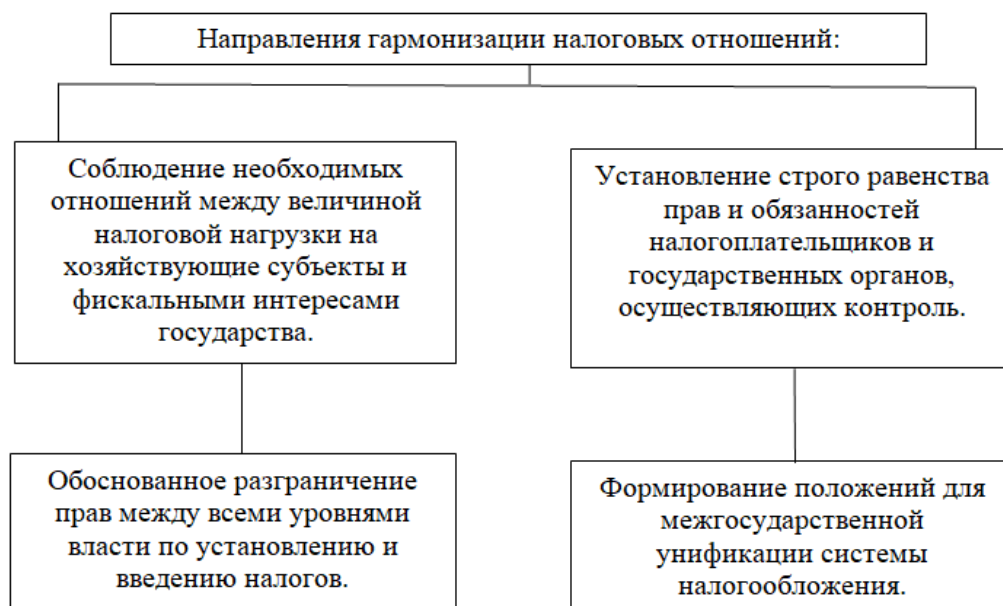 Направления гармонизации налоговых отношений:
Соблюдение необходимых
отношений между величиной
налоговой нагрузки на
хозяйствующие субъекты и
фискальными интересами
государства.
Установление строго равенства
прав и обязанностей
налогоплательщиков и
государственных органов,
осуществляющих контроль.
Обоснованное разграничение
прав между всеми уровнями
власти по установлению и
введению налогов.
Формирование положений для
межгосударственной
унификации системы
налогообложения.